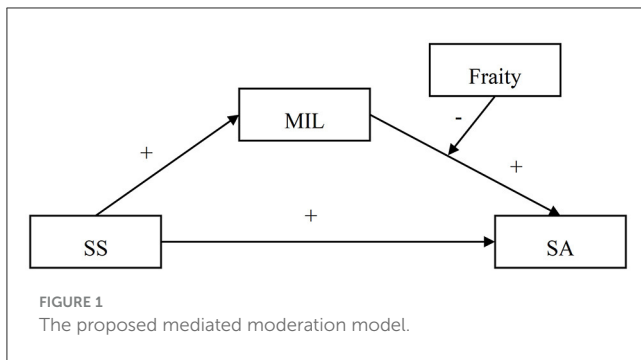 Fraity
MIL
-
+
+
+
SS
SA
FIGURE 1
The proposed mediated moderation model.